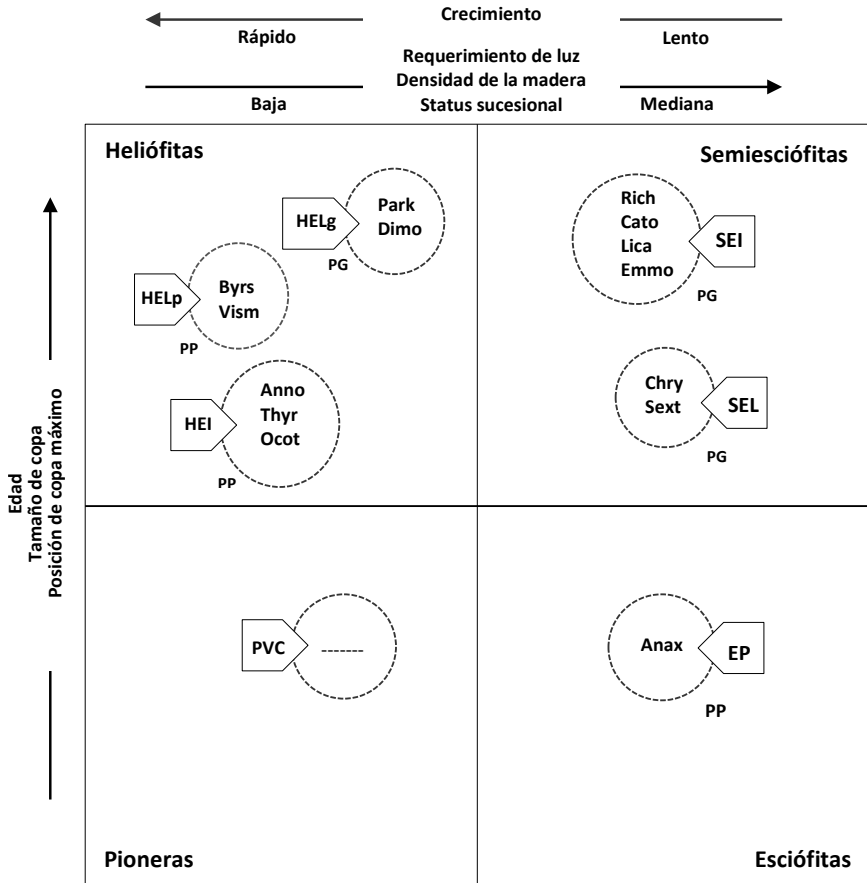 Crecimiento
Rápido
Lento
Requerimiento de luz
Densidad de la madera
Status sucesional
Baja
Mediana
Heliófitas
Semiesciófitas
HELg
Park
Dimo
PG
Rich
Cato
Lica
Emmo
SEI
PG
HELp
Byrs
Vism
PP
HEI
Anno
Thyr
Ocot
PP
Chry
Sext
SEL
PG
Edad
Tamaño de copa
Posición de copa máximo
PVC
-------
Anax
EP
PP
Pioneras
Esciófitas